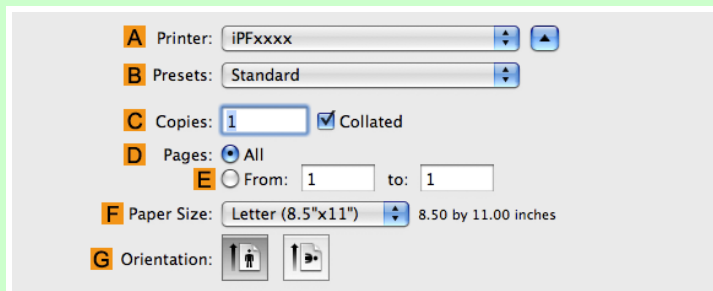 A Printer: iPFxxxx
B Presets: Standard
C Copies: 1 Collated
D Pages: All
E From: 1 to: 1
F Paper Size: Letter (8.5"x11") 8.50 by 11.00 inches
G Orientation: